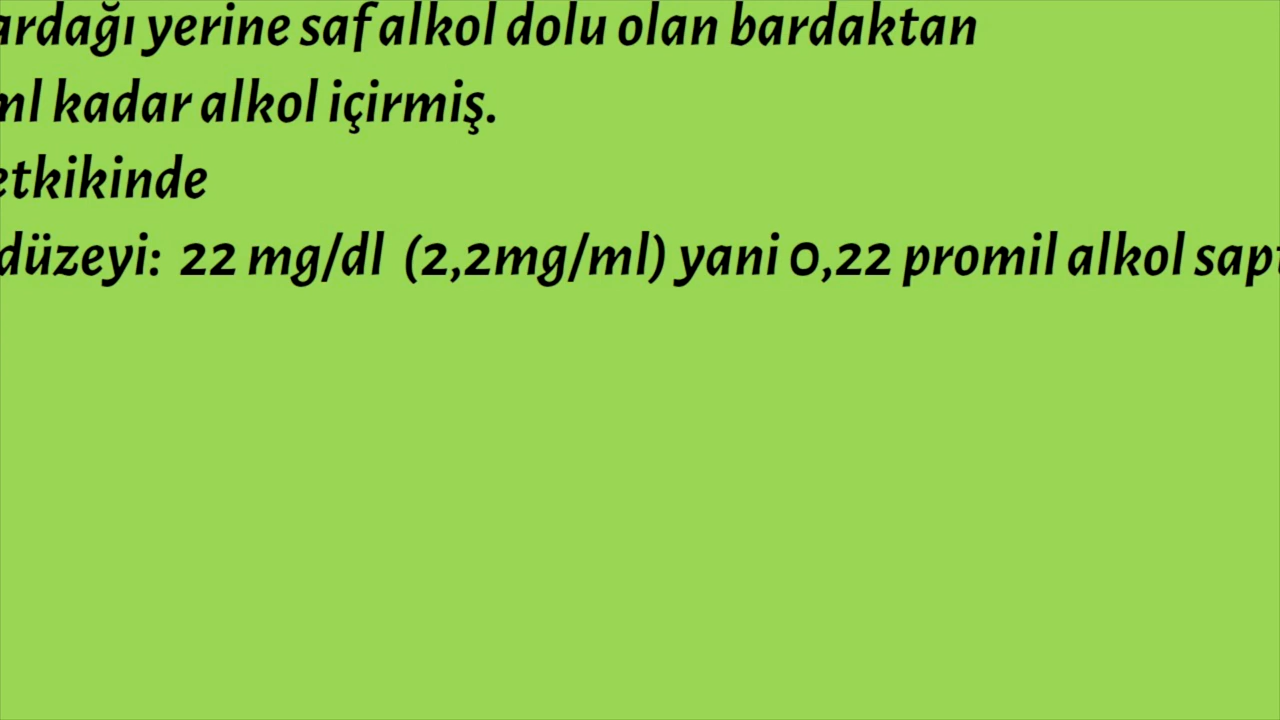 ardağı yerine saf alkol dolu olan bardaktan
ml kadar alkol içirmiş.
etkikinde
düzeyi: 22 mg/dl (2,2mg/ml) yani 0,22 promil alkol sap